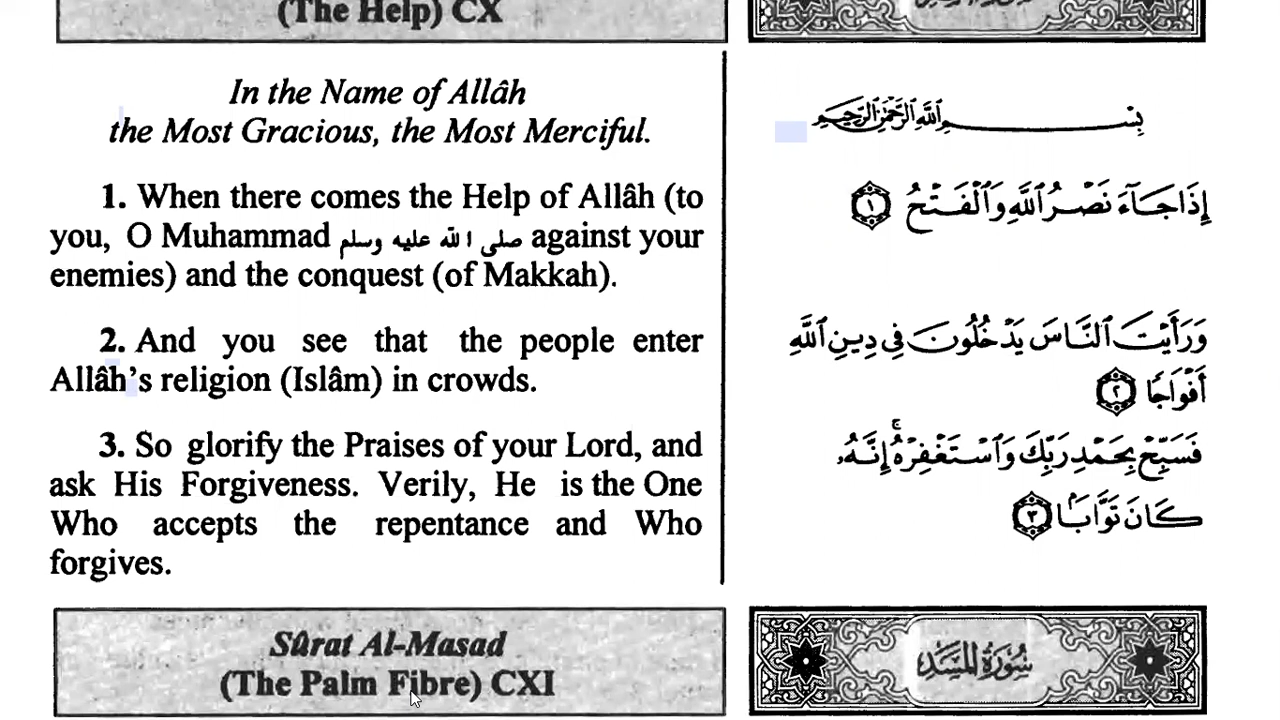 (The Help) CX
In the Name of Allâh
the Most Gracious, the Most Merciful.
1. When there comes the Help of Allâh (to
you, O Muhammad صلى الله عليه وسلم against your
enemies) and the conquest (of Makkah).
2. And you see that the people enter
Allâh's religion (Islâm) in crowds.
3. So glorify the Praises of your Lord, and
ask His Forgiveness. Verily, He is the One
Who accepts the repentance and Who
forgives.
بِسْمِ ٱللَّهِ ٱلرَّحْمَٰنِ ٱلرَّحِيمِ
إِذَا جَآءَ نَصْرُ ٱللَّهِ وَٱلْفَتْحُ ١
وَرَأَيْتَ ٱلنَّاسَ يَدْخُلُونَ فِى دِينِ ٱللَّهِ
أَفْوَاجًا ٢
فَسَبِّحْ بِحَمْدِ رَبِّكَ وَٱسْتَغْفِرْهُ ۚ إِنَّهُۥ
كَانَ تَوَّابًۢا ٣
Sûrat Al-Masad
(The Palm Fibre) CXI
سُورَةُ المَسَد